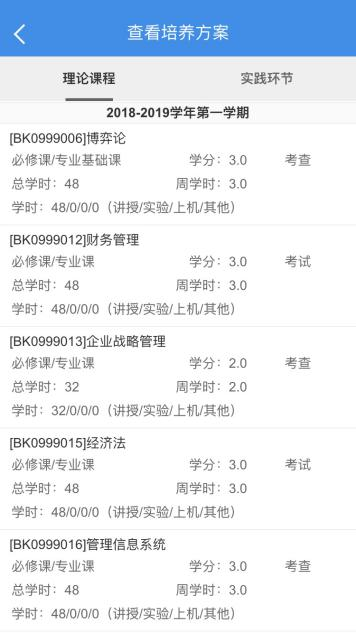 查看培养方案
理论课程 实践环节
2018-2019学年第一学期
[BK0999006]博弈论
必修课/专业基础课 学分：3.0 考查
总学时：48 周学时：3.0
学时：48/0/0/0（讲授/实验/上机/其他）
[BK0999012]财务管理
必修课/专业课 学分：3.0 考试
总学时：48 周学时：3.0
学时：48/0/0/0（讲授/实验/上机/其他）
[BK0999013]企业战略管理
必修课/专业课 学分：2.0 考查
总学时：32 周学时：2.0
学时：32/0/0/0（讲授/实验/上机/其他）
[BK0999015]经济法
必修课/专业课 学分：3.0 考试
总学时：48 周学时：3.0
学时：48/0/0/0（讲授/实验/上机/其他）
[BK0999016]管理信息系统
必修课/专业课 学分：3.0 考查
总学时：48 周学时：3.0
学时：48/0/0/0（讲授/实验/上机/其他）